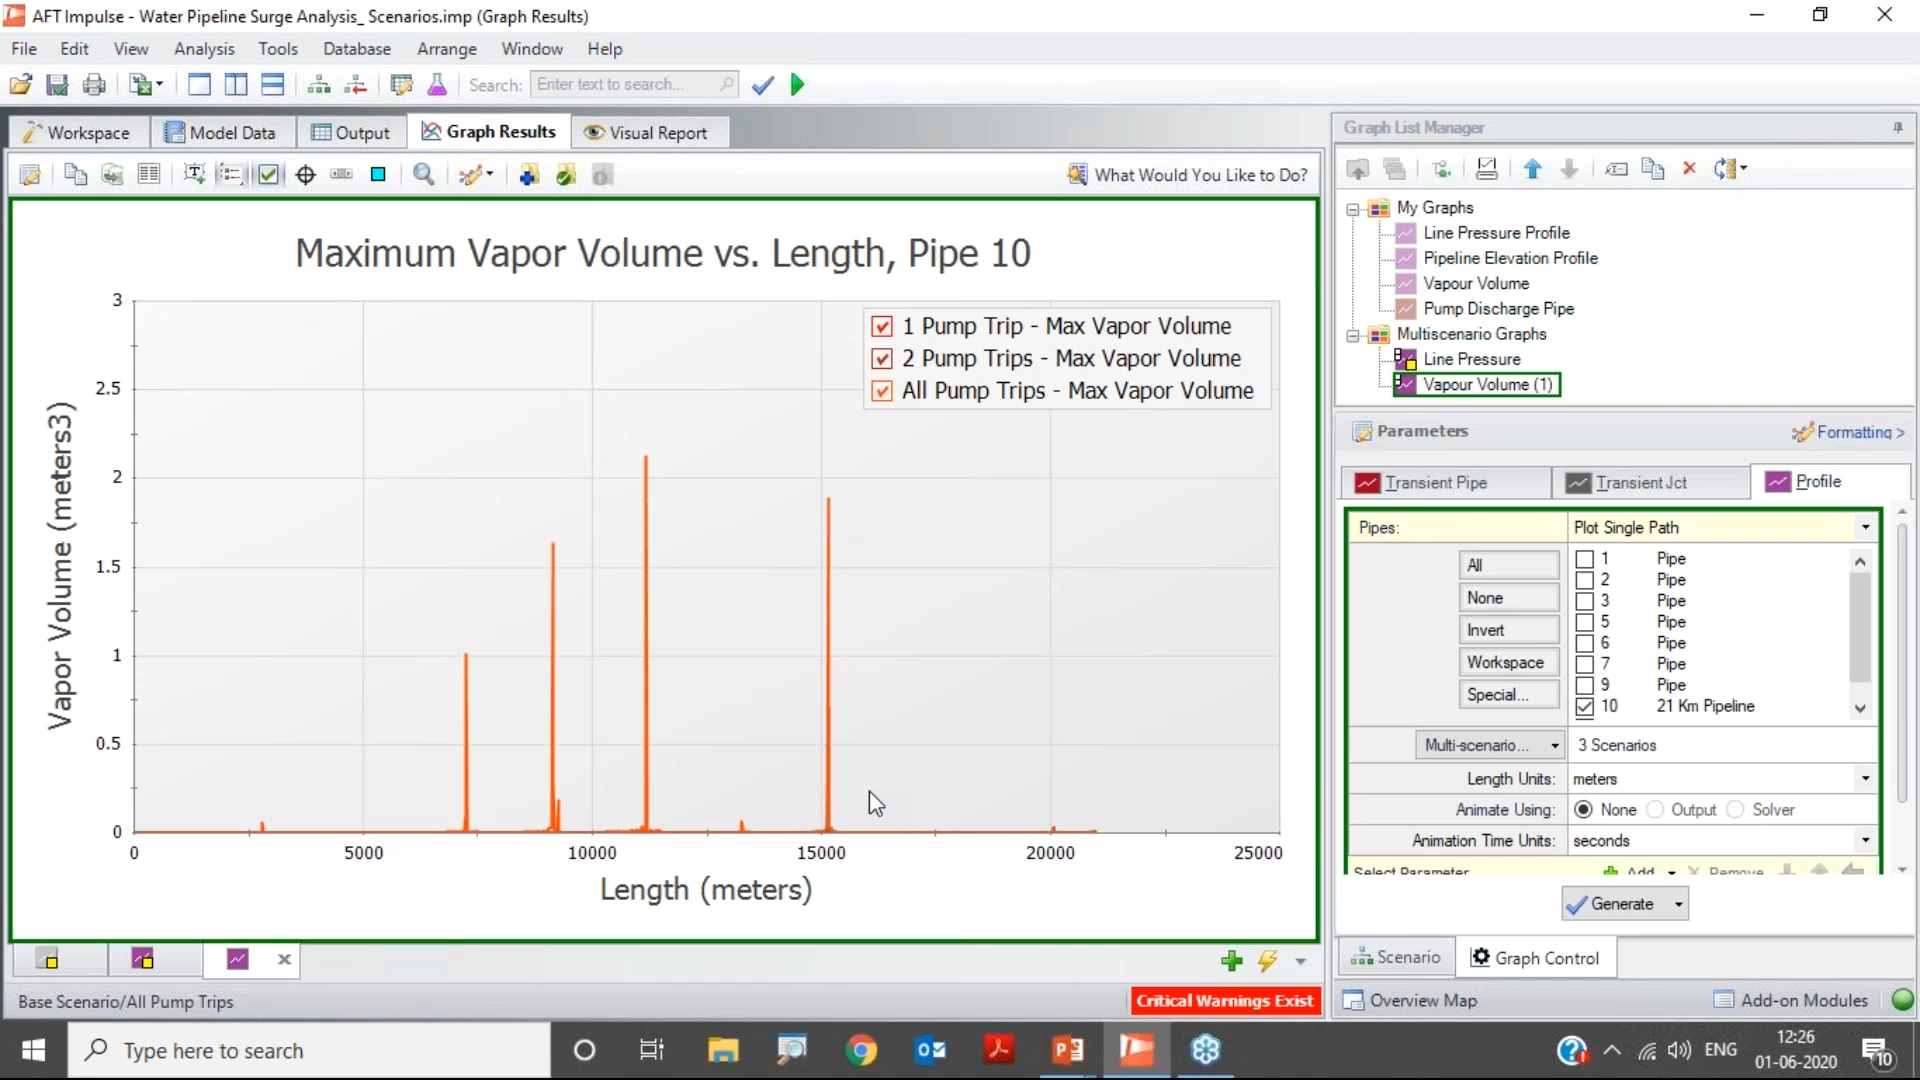 AFT Impulse - Water Pipeline Surge Analysis_ Scenarios.imp (Graph Results)
File Edit View Analysis Tools Database Arrange Window Help
Search: Enter text to search...
Workspace Model Data Output Graph Results Visual Report
What Would You Like to Do?
Maximum Vapor Volume vs. Length, Pipe 10
1 Pump Trip - Max Vapor Volume
2 Pump Trips - Max Vapor Volume
All Pump Trips - Max Vapor Volume
Vapor Volume (meters3)
3
2.5
2
1.5
1
0.5
0
0 5000 10000 15000 20000 25000
Length (meters)
Base Scenario/All Pump Trips
Critical Warnings Exist
Graph List Manager
My Graphs
Line Pressure Profile
Pipeline Elevation Profile
Vapour Volume
Pump Discharge Pipe
Multiscenario Graphs
Line Pressure
Vapour Volume (1)
Parameters Formatting >
Transient Pipe Transient Jct Profile
Pipes: Plot Single Path
All
None
Invert
Workspace
Special...
1 Pipe
2 Pipe
3 Pipe
5 Pipe
6 Pipe
7 Pipe
9 Pipe
10 21 Km Pipeline
Multi-scenario... 3 Scenarios
Length Units: meters
Animate Using: None Output Solver
Animation Time Units: seconds
Select Parameter Add Remove
Generate
Scenario Graph Control
Overview Map Add-on Modules
Type here to search
ENG
12:26
01-06-2020
10